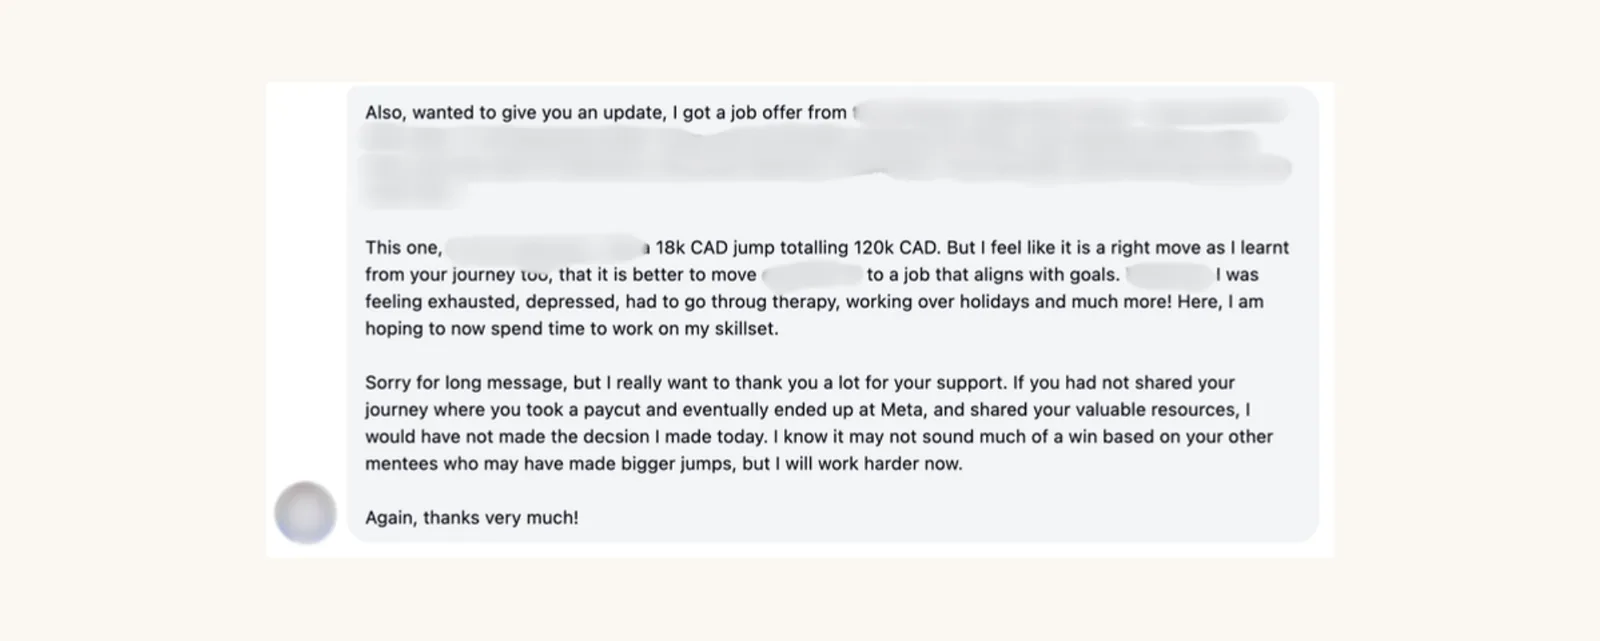 Also, wanted to give you an update, I got a job offer from
This one, a 18k CAD jump totalling 120k CAD. But I feel like it is a right move as I learnt
from your journey too, that it is better to move to a job that aligns with goals. I was
feeling exhausted, depressed, had to go throug therapy, working over holidays and much more! Here, I am
hoping to now spend time to work on my skillset.
Sorry for long message, but I really want to thank you a lot for your support. If you had not shared your
journey where you took a paycut and eventually ended up at Meta, and shared your valuable resources, I
would have not made the decsion I made today. I know it may not sound much of a win based on your other
mentees who may have made bigger jumps, but I will work harder now.
Again, thanks very much!